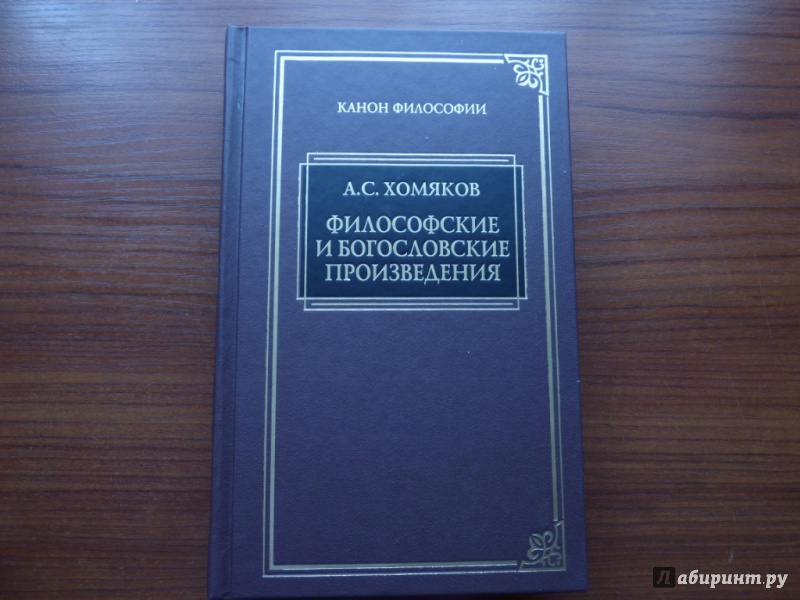 КАНОН ФИЛОСОФИИ
А.С. ХОМЯКОВ
ФИЛОСОФСКИЕ
И БОГОСЛОВСКИЕ
ПРОИЗВЕДЕНИЯ
Лабиринт.ру